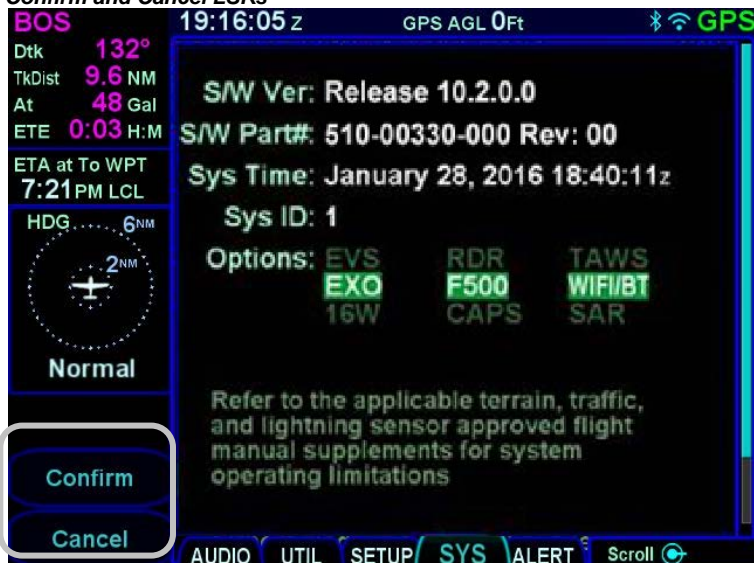 Confirm and Cancel LSKs
BOS
19:16:05 Z GPS AGL 0Ft GPS
Dtk 132°
TkDist 9.6 NM
At 48 Gal
ETE 0:03 H:M
ETA at To WPT
7:21 PM LCL
HDG 6NM
2NM
Normal
Confirm
Cancel
S/W Ver: Release 10.2.0.0
S/W Part#: 510-00330-000 Rev: 00
Sys Time: January 28, 2016 18:40:11z
Sys ID: 1
Options: EVS RDR TAWS
EXO F500 WIFI/BT
16W CAPS SAR
Refer to the applicable terrain, traffic,
and lightning sensor approved flight
manual supplements for system
operating limitations
AUDIO UTIL SETUP SYS ALERT Scroll